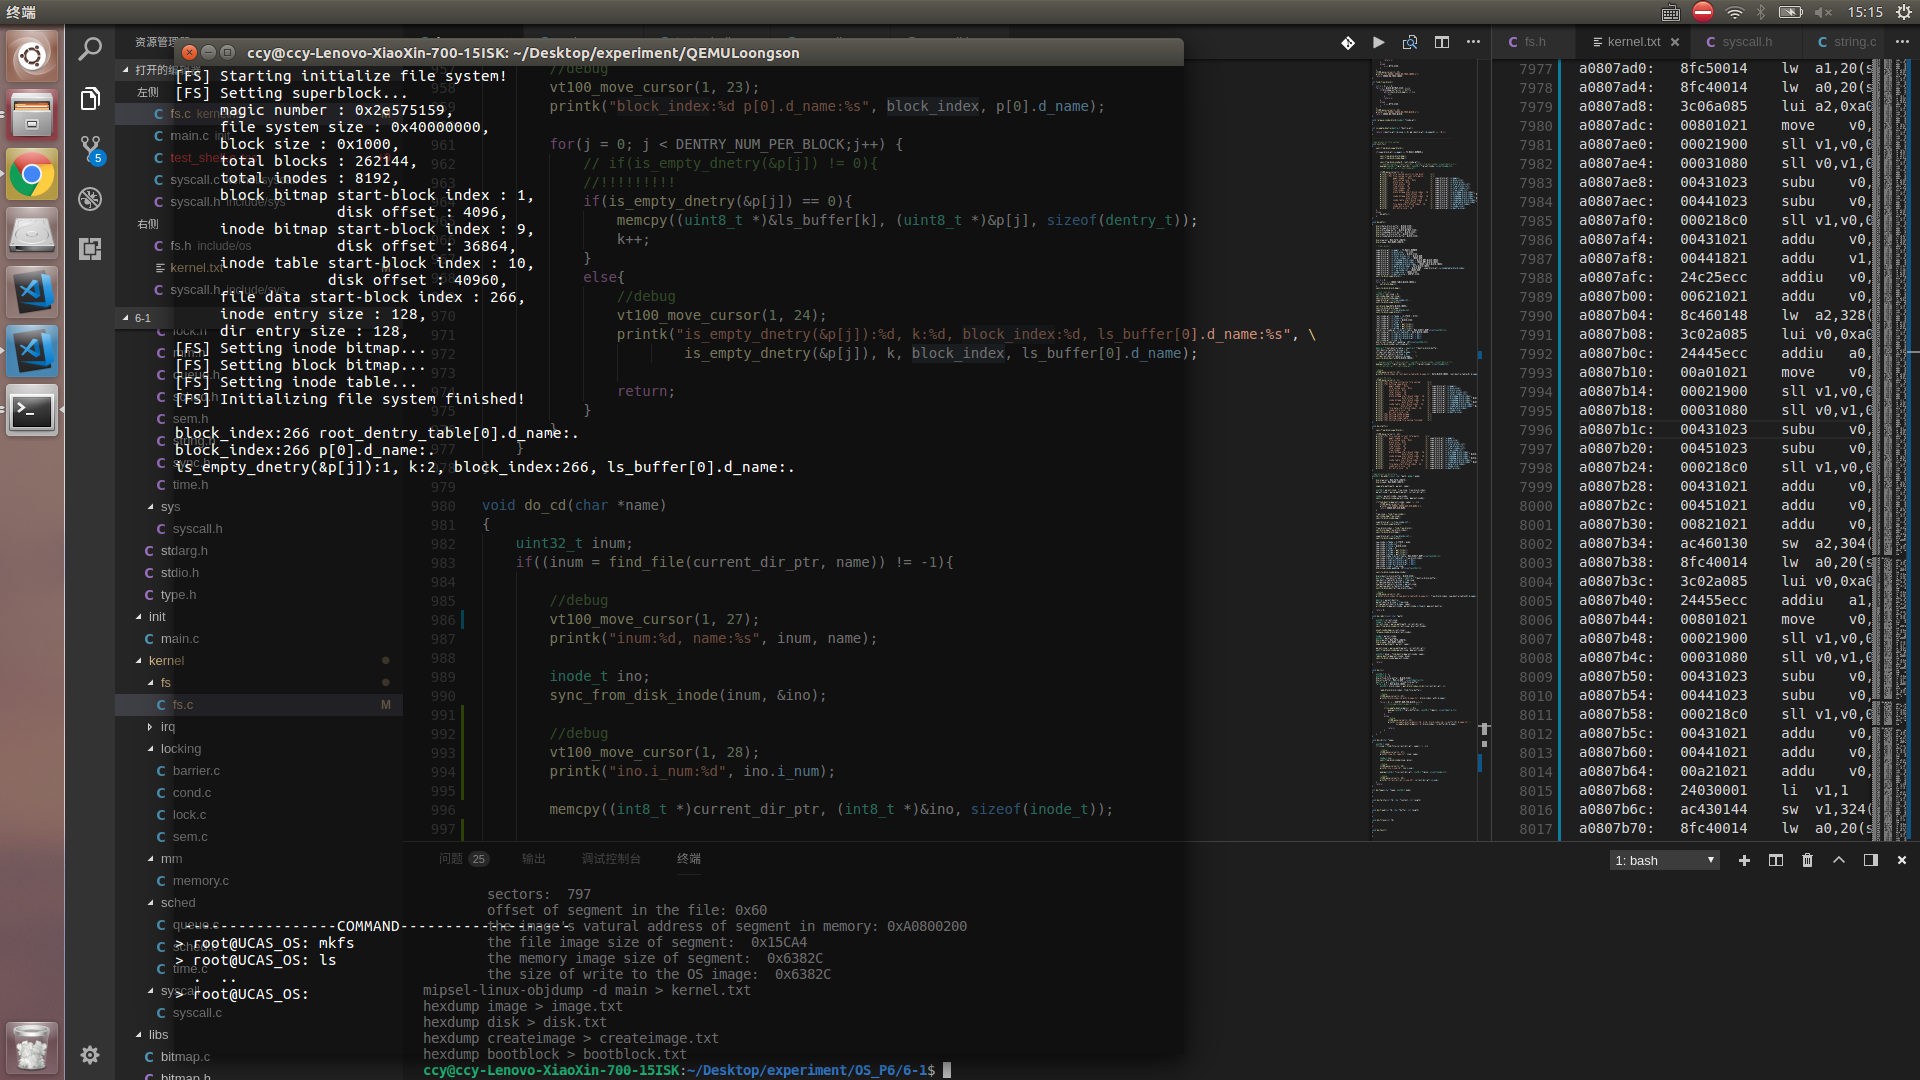 终端
15:15
ccy@ccy-Lenovo-XiaoXin-700-15ISK: ~/Desktop/experiment/QEMULoongson
[FS] Starting initialize file system!
[FS] Setting superblock...
magic number : 0x2e575159,
file system size : 0x40000000,
block size : 0x1000,
total blocks : 262144,
total inodes : 8192,
block bitmap start-block index : 1,
disk offset : 4096,
inode bitmap start-block index : 9,
disk offset : 36864,
inode table start-block index : 10,
disk offset : 40960,
file data start-block index : 266,
inode entry size : 128,
dir entry size : 128,
[FS] Setting inode bitmap...
[FS] Setting block bitmap...
[FS] Setting inode table...
[FS] Initializing file system finished!
block_index:266 root_dentry_table[0].d_name:.
block_index:266 p[0].d_name:.
is_empty_dnetry(&p[j]):1, k:2, block_index:266, ls_buffer[0].d_name:.
------------------COMMAND-------------------
> root@UCAS_OS: mkfs
> root@UCAS_OS: ls
. ..
> root@UCAS_OS:
资源管理器
打开的编辑器
左侧
fs.c
main.c
syscall.c
syscall.h include/sys
右侧
fs.h include/os
kernel.txt
syscall.h include/sys
6-1
lock.h
sem.h
time.h
sys
syscall.h
stdarg.h
stdio.h
type.h
init
main.c
kernel
fs
fs.c M
irq
locking
barrier.c
cond.c
lock.c
sem.c
mm
memory.c
sched
queue.c
sched.c
time.c
syscall
syscall.c
libs
bitmap.c
bitmap.h
5
//debug
958 vt100_move_cursor(1, 23);
printk("block_index:%d p[0].d_name:%s", block_index, p[0].d_name);
961 for(j = 0; j < DENTRY_NUM_PER_BLOCK;j++) {
962 // if(is_empty_dnetry(&p[j]) != 0){
963 //!!!!!!!!!
if(is_empty_dnetry(&p[j]) == 0){
memcpy((uint8_t *)&ls_buffer[k], (uint8_t *)&p[j], sizeof(dentry_t));
k++;
}
else{
//debug
970 vt100_move_cursor(1, 24);
971 printk("is_empty_dnetry(&p[j]):%d, k:%d, block_index:%d, ls_buffer[0].d_name:%s", \
972 is_empty_dnetry(&p[j]), k, block_index, ls_buffer[0].d_name);
973
974 return;
975 }
}
977 }
979
980 void do_cd(char *name)
981 {
982 uint32_t inum;
983 if((inum = find_file(current_dir_ptr, name)) != -1){
984
985 //debug
986 vt100_move_cursor(1, 27);
987 printk("inum:%d, name:%s", inum, name);
988
989 inode_t ino;
990 sync_from_disk_inode(inum, &ino);
991
992 //debug
993 vt100_move_cursor(1, 28);
994 printk("ino.i_num:%d", ino.i_num);
995
996 memcpy((int8_t *)current_dir_ptr, (int8_t *)&ino, sizeof(inode_t));
997
问题 25 输出 调试控制台 终端
1: bash
sectors: 797
offset of segment in the file: 0x60
the image's vatural address of segment in memory: 0xA0800200
the file image size of segment: 0x15CA4
the memory image size of segment: 0x6382C
the size of write to the OS image: 0x6382C
mipsel-linux-objdump -d main > kernel.txt
hexdump image > image.txt
hexdump disk > disk.txt
hexdump createimage > createimage.txt
hexdump bootblock > bootblock.txt
ccy@ccy-Lenovo-XiaoXin-700-15ISK:~/Desktop/experiment/OS_P6/6-1$
fs.h kernel.txt syscall.h string.c
7977 a0807ad0: 8fc50014 lw a1,20(s
7978 a0807ad4: 8fc40014 lw a0,20(s
7979 a0807ad8: 3c06a085 lui a2,0xa0
7980 a0807adc: 00801021 move v0,
7981 a0807ae0: 00021900 sll v1,v0,0
7982 a0807ae4: 00031080 sll v0,v1,0
7983 a0807ae8: 00431023 subu v0,
7984 a0807aec: 00441023 subu v0,
7985 a0807af0: 000218c0 sll v1,v0,0
7986 a0807af4: 00431021 addu v0,
7987 a0807af8: 00441821 addu v1,
7988 a0807afc: 24c25ecc addiu v0,
7989 a0807b00: 00621021 addu v0,
7990 a0807b04: 8c460148 lw a2,328(
7991 a0807b08: 3c02a085 lui v0,0xa0
7992 a0807b0c: 24445ecc addiu a0,
7993 a0807b10: 00a01021 move v0,
7994 a0807b14: 00021900 sll v1,v0,0
7995 a0807b18: 00031080 sll v0,v1,0
7996 a0807b1c: 00431023 subu v0,
7997 a0807b20: 00451023 subu v0,
7998 a0807b24: 000218c0 sll v1,v0,0
7999 a0807b28: 00431021 addu v0,
8000 a0807b2c: 00451021 addu v0,
8001 a0807b30: 00821021 addu v0,
8002 a0807b34: ac460130 sw a2,304(
8003 a0807b38: 8fc40014 lw a0,20(s
8004 a0807b3c: 3c02a085 lui v0,0xa0
8005 a0807b40: 24455ecc addiu a1,
8006 a0807b44: 00801021 move v0,
8007 a0807b48: 00021900 sll v1,v0,0
8008 a0807b4c: 00031080 sll v0,v1,0
8009 a0807b50: 00431023 subu v0,
8010 a0807b54: 00441023 subu v0,
8011 a0807b58: 000218c0 sll v1,v0,0
8012 a0807b5c: 00431021 addu v0,
8013 a0807b60: 00441021 addu v0,
8014 a0807b64: 00a21021 addu v0,
8015 a0807b68: 24030001 li v1,1
8016 a0807b6c: ac430144 sw v1,324(
8017 a0807b70: 8fc40014 lw a0,20(s